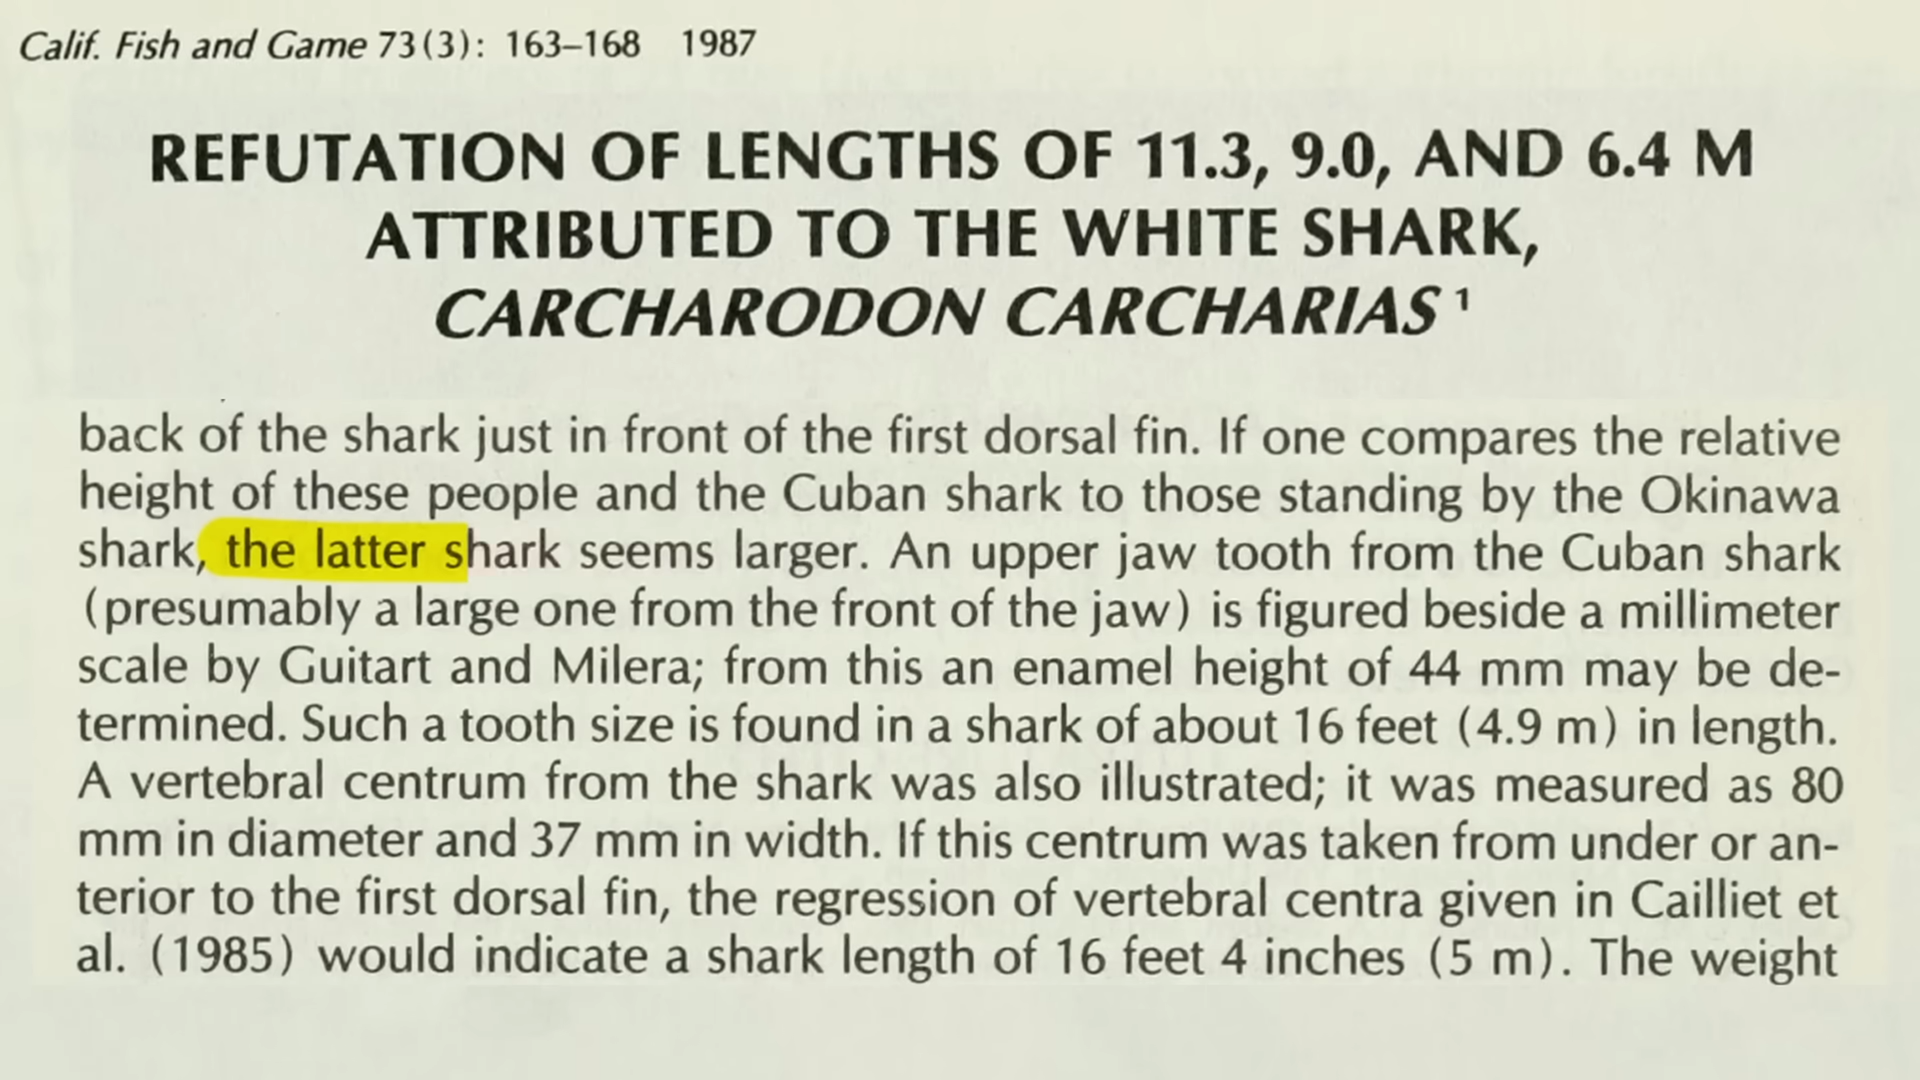 Calif. Fish and Game 73(3): 163–168 1987
REFUTATION OF LENGTHS OF 11.3, 9.0, AND 6.4 M
ATTRIBUTED TO THE WHITE SHARK,
CARCHARODON CARCHARIAS ¹
back of the shark just in front of the first dorsal fin. If one compares the relative
height of these people and the Cuban shark to those standing by the Okinawa
shark, the latter shark seems larger. An upper jaw tooth from the Cuban shark
(presumably a large one from the front of the jaw) is figured beside a millimeter
scale by Guitart and Milera; from this an enamel height of 44 mm may be de-
termined. Such a tooth size is found in a shark of about 16 feet (4.9 m) in length.
A vertebral centrum from the shark was also illustrated; it was measured as 80
mm in diameter and 37 mm in width. If this centrum was taken from under or an-
terior to the first dorsal fin, the regression of vertebral centra given in Cailliet et
al. (1985) would indicate a shark length of 16 feet 4 inches (5 m). The weight